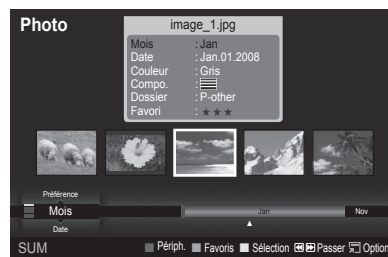 Photo
image_1.jpg
Mois : Jan
Date : Jan.01.2008
Couleur : Gris
Compo. :
Dossier : P-other
Favori : ★★★
Préférence
Mois
Jan
Nov
Date
SUM
Périph. Favoris Sélection Passer Option